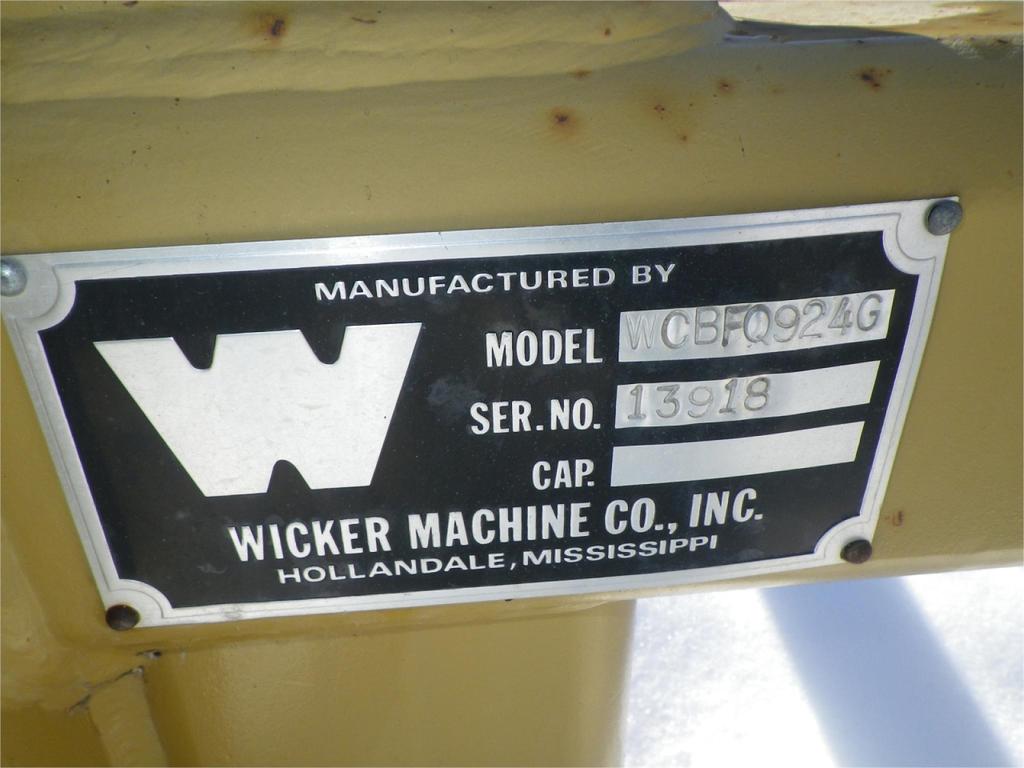 MANUFACTURED BY
W
MODEL WCBFQ924G
SER. NO. 13918
CAP.
WICKER MACHINE CO., INC.
HOLLANDALE, MISSISSIPPI